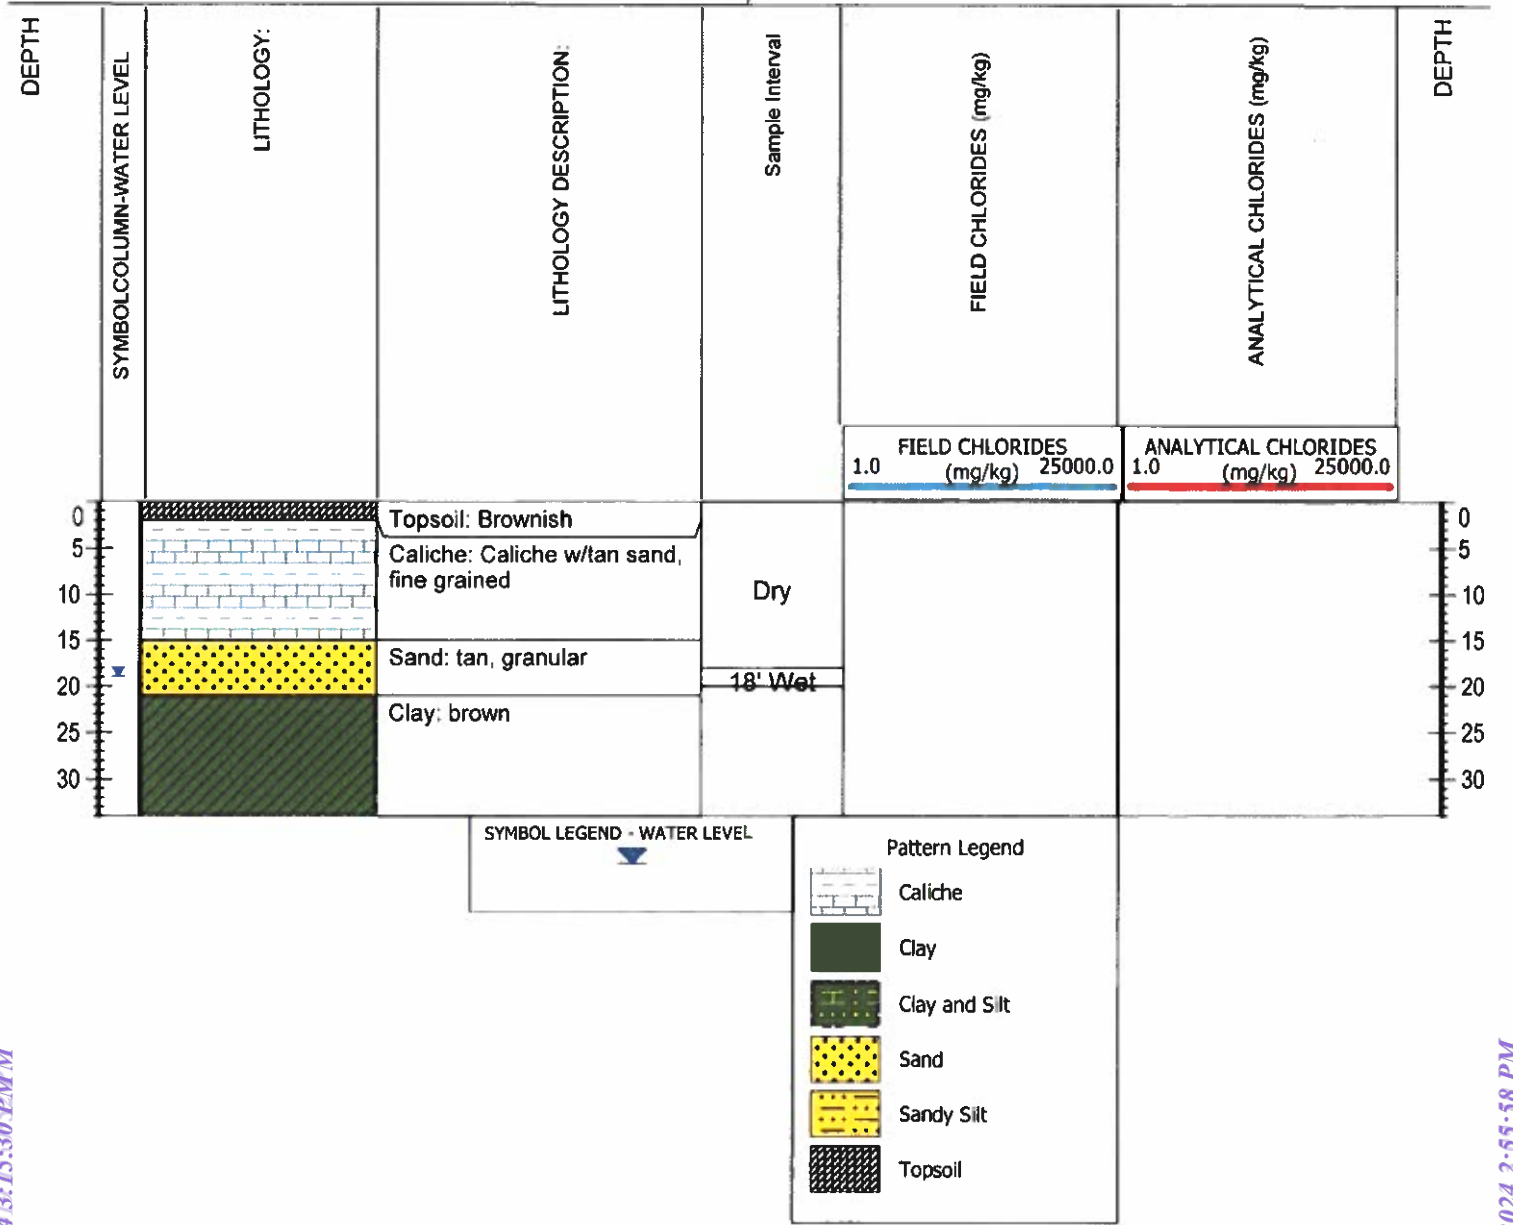 DEPTH
SYMBOLCOLUMN-WATER LEVEL
LITHOLOGY:
LITHOLOGY DESCRIPTION:
Sample Interval
FIELD CHLORIDES (mg/kg)
ANALYTICAL CHLORIDES (mg/kg)
DEPTH
FIELD CHLORIDES
1.0 (mg/kg) 25000.0
ANALYTICAL CHLORIDES
1.0 (mg/kg) 25000.0
0
5
10
15
20
25
30
Topsoil: Brownish
Caliche: Caliche w/tan sand,
fine grained
Sand: tan, granular
Clay: brown
Dry
18' Wet
0
5
10
15
20
25
30
SYMBOL LEGEND - WATER LEVEL
Pattern Legend
Caliche
Clay
Clay and Silt
Sand
Sandy Silt
Topsoil
2:55:58 PM